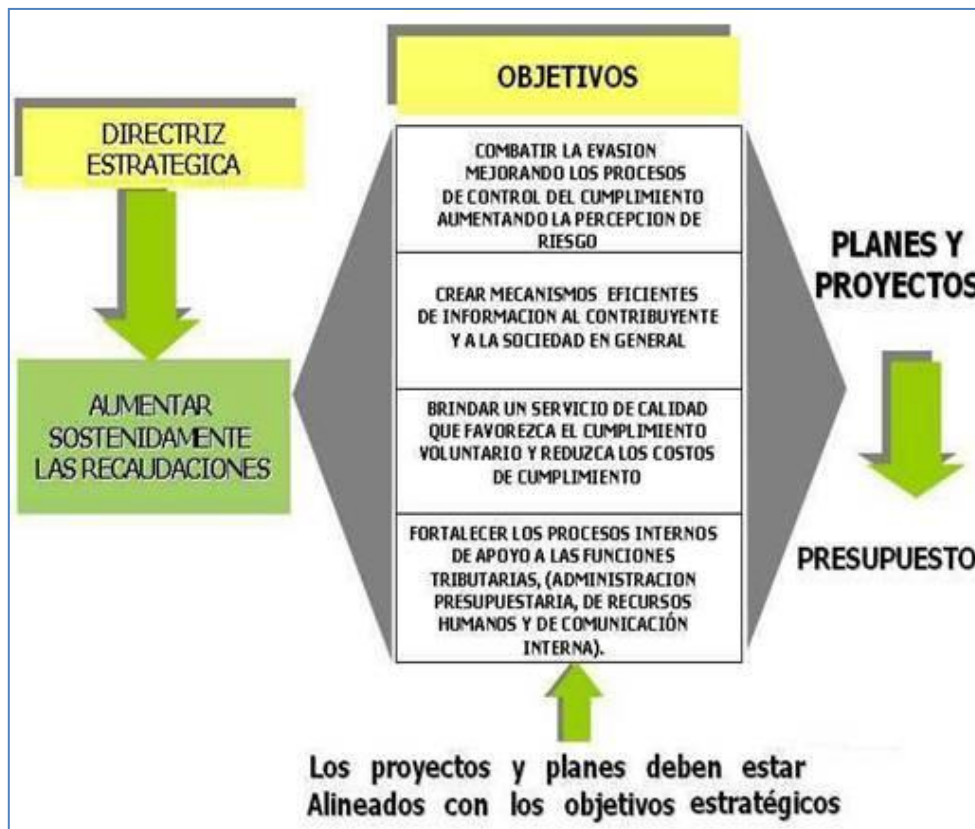 DIRECTRIZ
ESTRATEGICA
AUMENTAR
SOSTENIDAMENTE
LAS RECAUDACIONES
OBJETIVOS
COMBATIR LA EVASION
MEJORANDO LOS PROCESOS
DE CONTROL DEL CUMPLIMIENTO
AUMENTANDO LA PERCEPCION DE
RIESGO
CREAR MECANISMOS EFICIENTES
DE INFORMACION AL CONTRIBUYENTE
Y A LA SOCIEDAD EN GENERAL
BRINDAR UN SERVICIO DE CALIDAD
QUE FAVOREZCA EL CUMPLIMIENTO
VOLUNTARIO Y REDUZCA LOS COSTOS
DE CUMPLIMIENTO
FORTALECER LOS PROCESOS INTERNOS
DE APOYO A LAS FUNCIONES
TRIBUTARIAS, (ADMINISTRACION
PRESUPUESTARIA, DE RECURSOS
HUMANOS Y DE COMUNICACIÓN
INTERNA).
PLANES Y
PROYECTOS
PRESUPUESTO
Los proyectos y planes deben estar
Alineados con los objetivos estratégicos